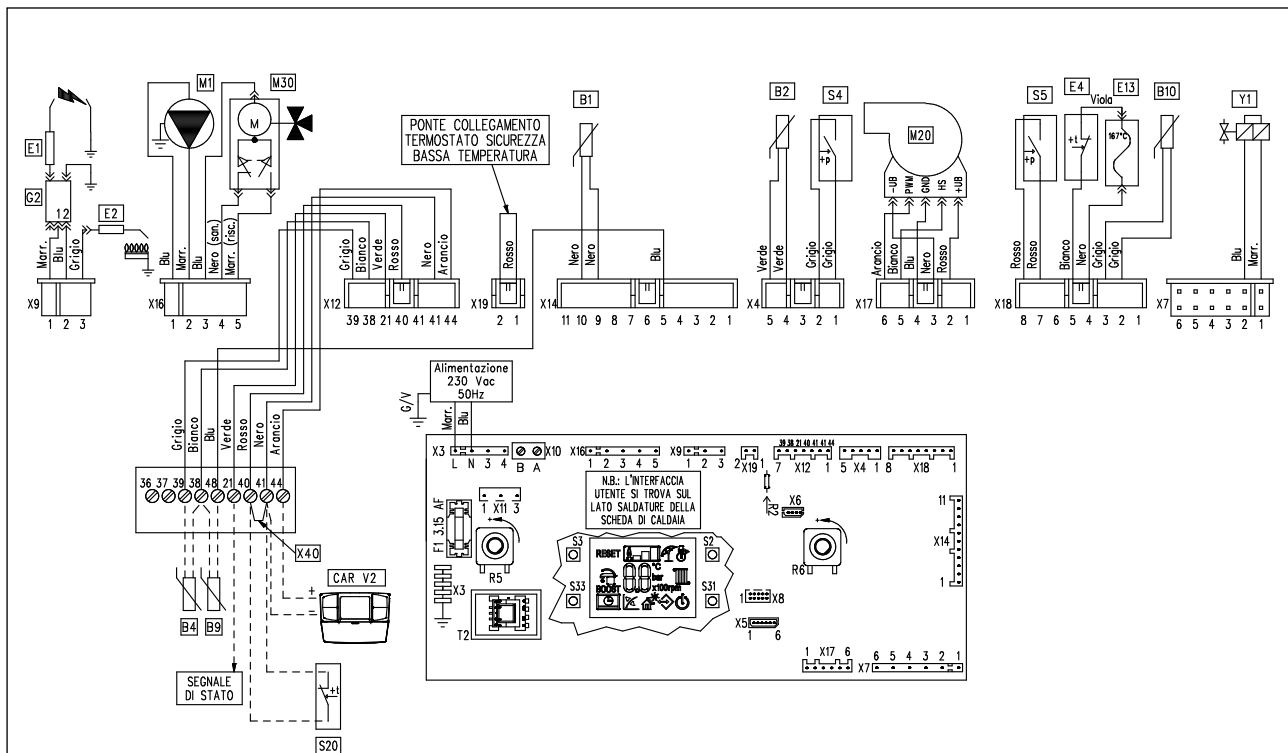 M1
M30
E1
G2
12
E2
M
Marr.
Blu
Grigio
X9
1 2 3
Blu
Marr.
Blu
Nero (san.)
Marr. (risc.)
X16
1 2 3 4 5
PONTE COLLEGAMENTO
TERMOSTATO SICUREZZA
BASSA TEMPERATURA
Grigio
Bianco
Verde
Rosso
Nero
Arancio
X12
39 38 21 40 41 41 44
Rosso
X19
2 1
B1
Nero
Nero
Blu
X14
11 10 9 8 7 6 5 4 3 2 1
B2
S4
+p
Verde
Verde
Grigio
Grigio
X4
5 4 3 2 1
M20
-UB
PWM
GND
HS
+UB
Arancio
Bianco
Blu
Nero
Rosso
X17
6 5 4 3 2 1
S5
E4
Viola
E13
B10
+p
+t
167°C
Rosso
Rosso
Bianco
Nero
Verde
Grigio
Grigio
X18
8 7 6 5 4 3 2 1
Y1
Blu
Marr.
X7
6 5 4 3 2 1
Alimentazione
230 Vac
50Hz
G/V
Marr.
Blu
Grigio
Bianco
Blu
Verde
Rosso
Nero
Arancio
36 37 39 38 48 21 40 41 44
X40
CAR V2
+
-
B4
B9
SEGNALE
DI STATO
+t
S20
X3
L N 3 4
X10
B A
X16
1 2 3 4 5
X9
1 2 3
2 X19 1
39 38 21 40 41 41 44
7 X12 1
5 X4 1
8 X18 1
N.B.: L'INTERFACCIA
UTENTE SI TROVA SUL
LATO SALDATURE DELLA
SCHEDA DI CALDAIA
F1 3.15 AF
1 X11 3
+
R5
R2
X6
+
R6
11
X14
1
X3
T2
S3
S2
S33
S31
RESET
°C
bar
x100rpm
BOOST
1 X8
X5
1 6
1 X17 6
X7
6 5 4 3 2 1